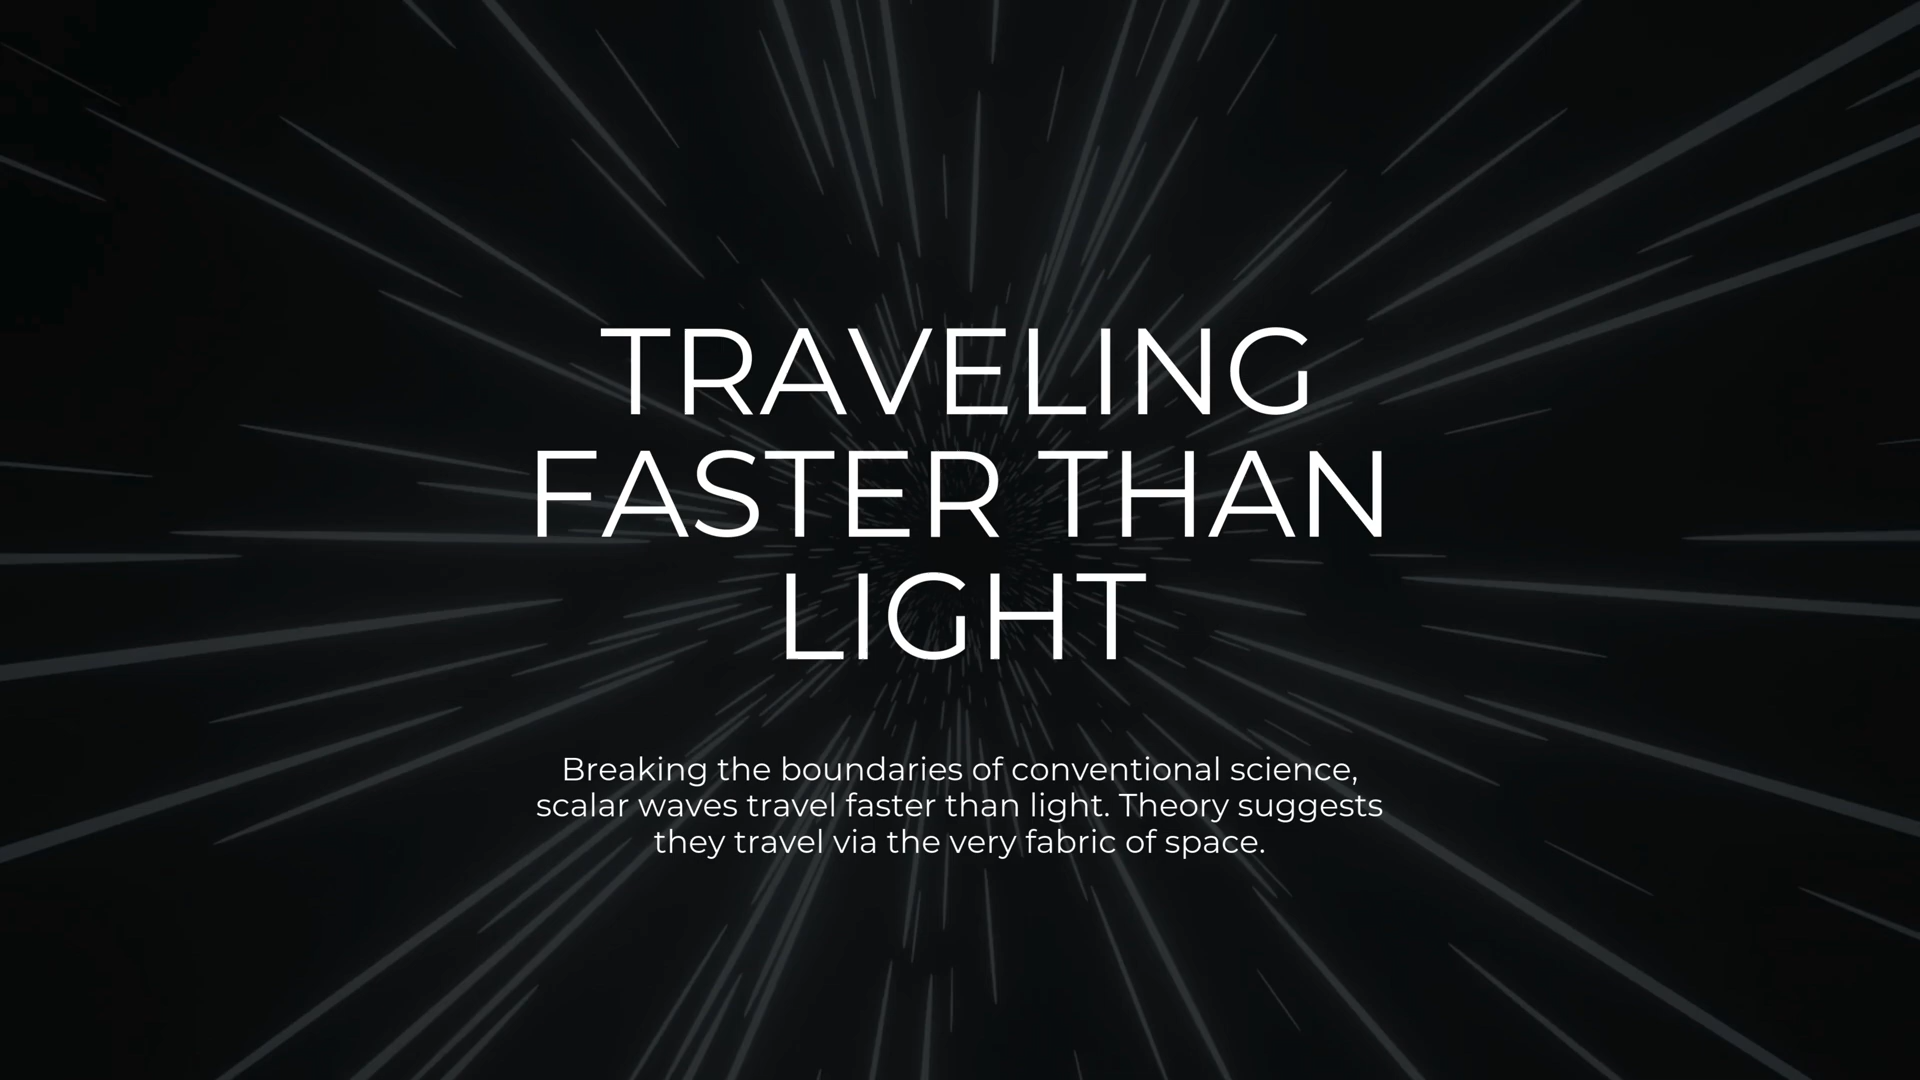 TRAVELING
FASTER THAN
LIGHT
Breaking the boundaries of conventional science,
scalar waves travel faster than light. Theory suggests
they travel via the very fabric of space.